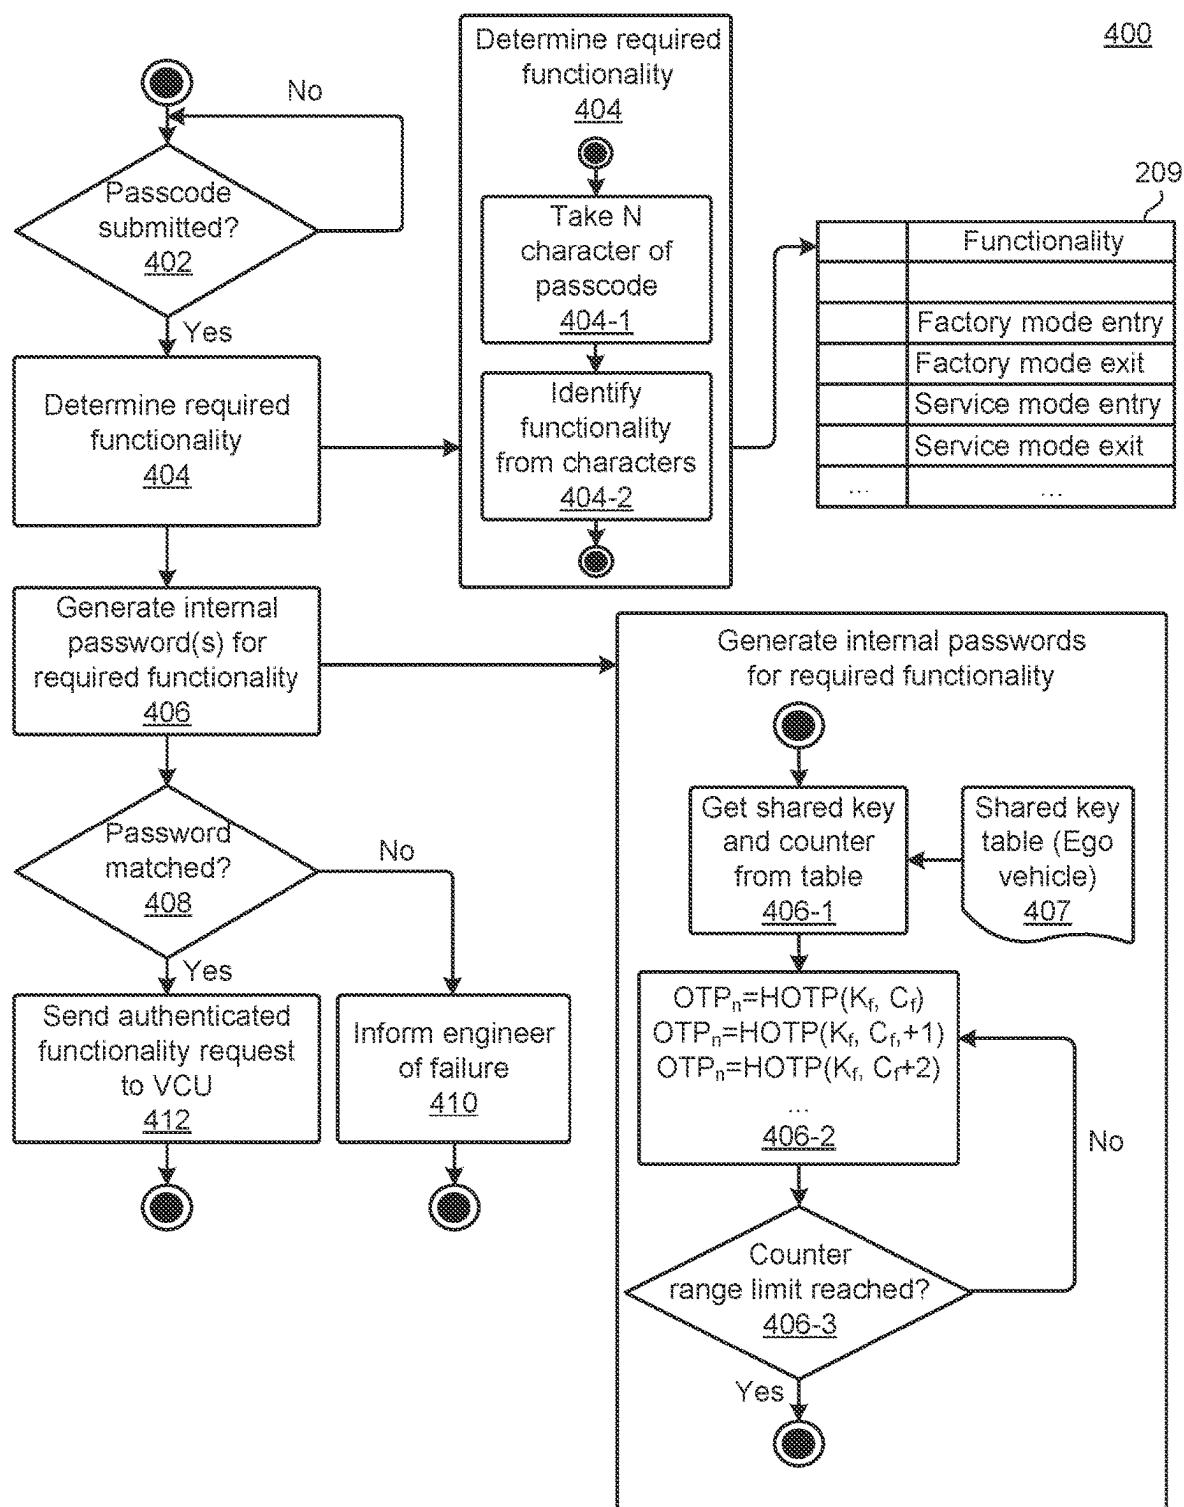 400
No
Passcode
submitted?
402
Yes
Determine required
functionality
404
Generate internal
password(s) for
required functionality
406
Password
matched?
408
No
Yes
Send authenticated
functionality request
to VCU
412
Inform engineer
of failure
410
Determine required
functionality
404
Take N
character of
passcode
404-1
Identify
functionality
from characters
404-2
209
Functionality
Factory mode entry
Factory mode exit
Service mode entry
Service mode exit
... ...
Generate internal passwords
for required functionality
Get shared key
and counter
from table
406-1
Shared key
table (Ego
vehicle)
407
OTPn=HOTP(Kf, Cf)
OTPn=HOTP(Kf, Cf,+1)
OTPn=HOTP(Kf, Cf+2)
...
406-2
No
Counter
range limit reached?
406-3
Yes